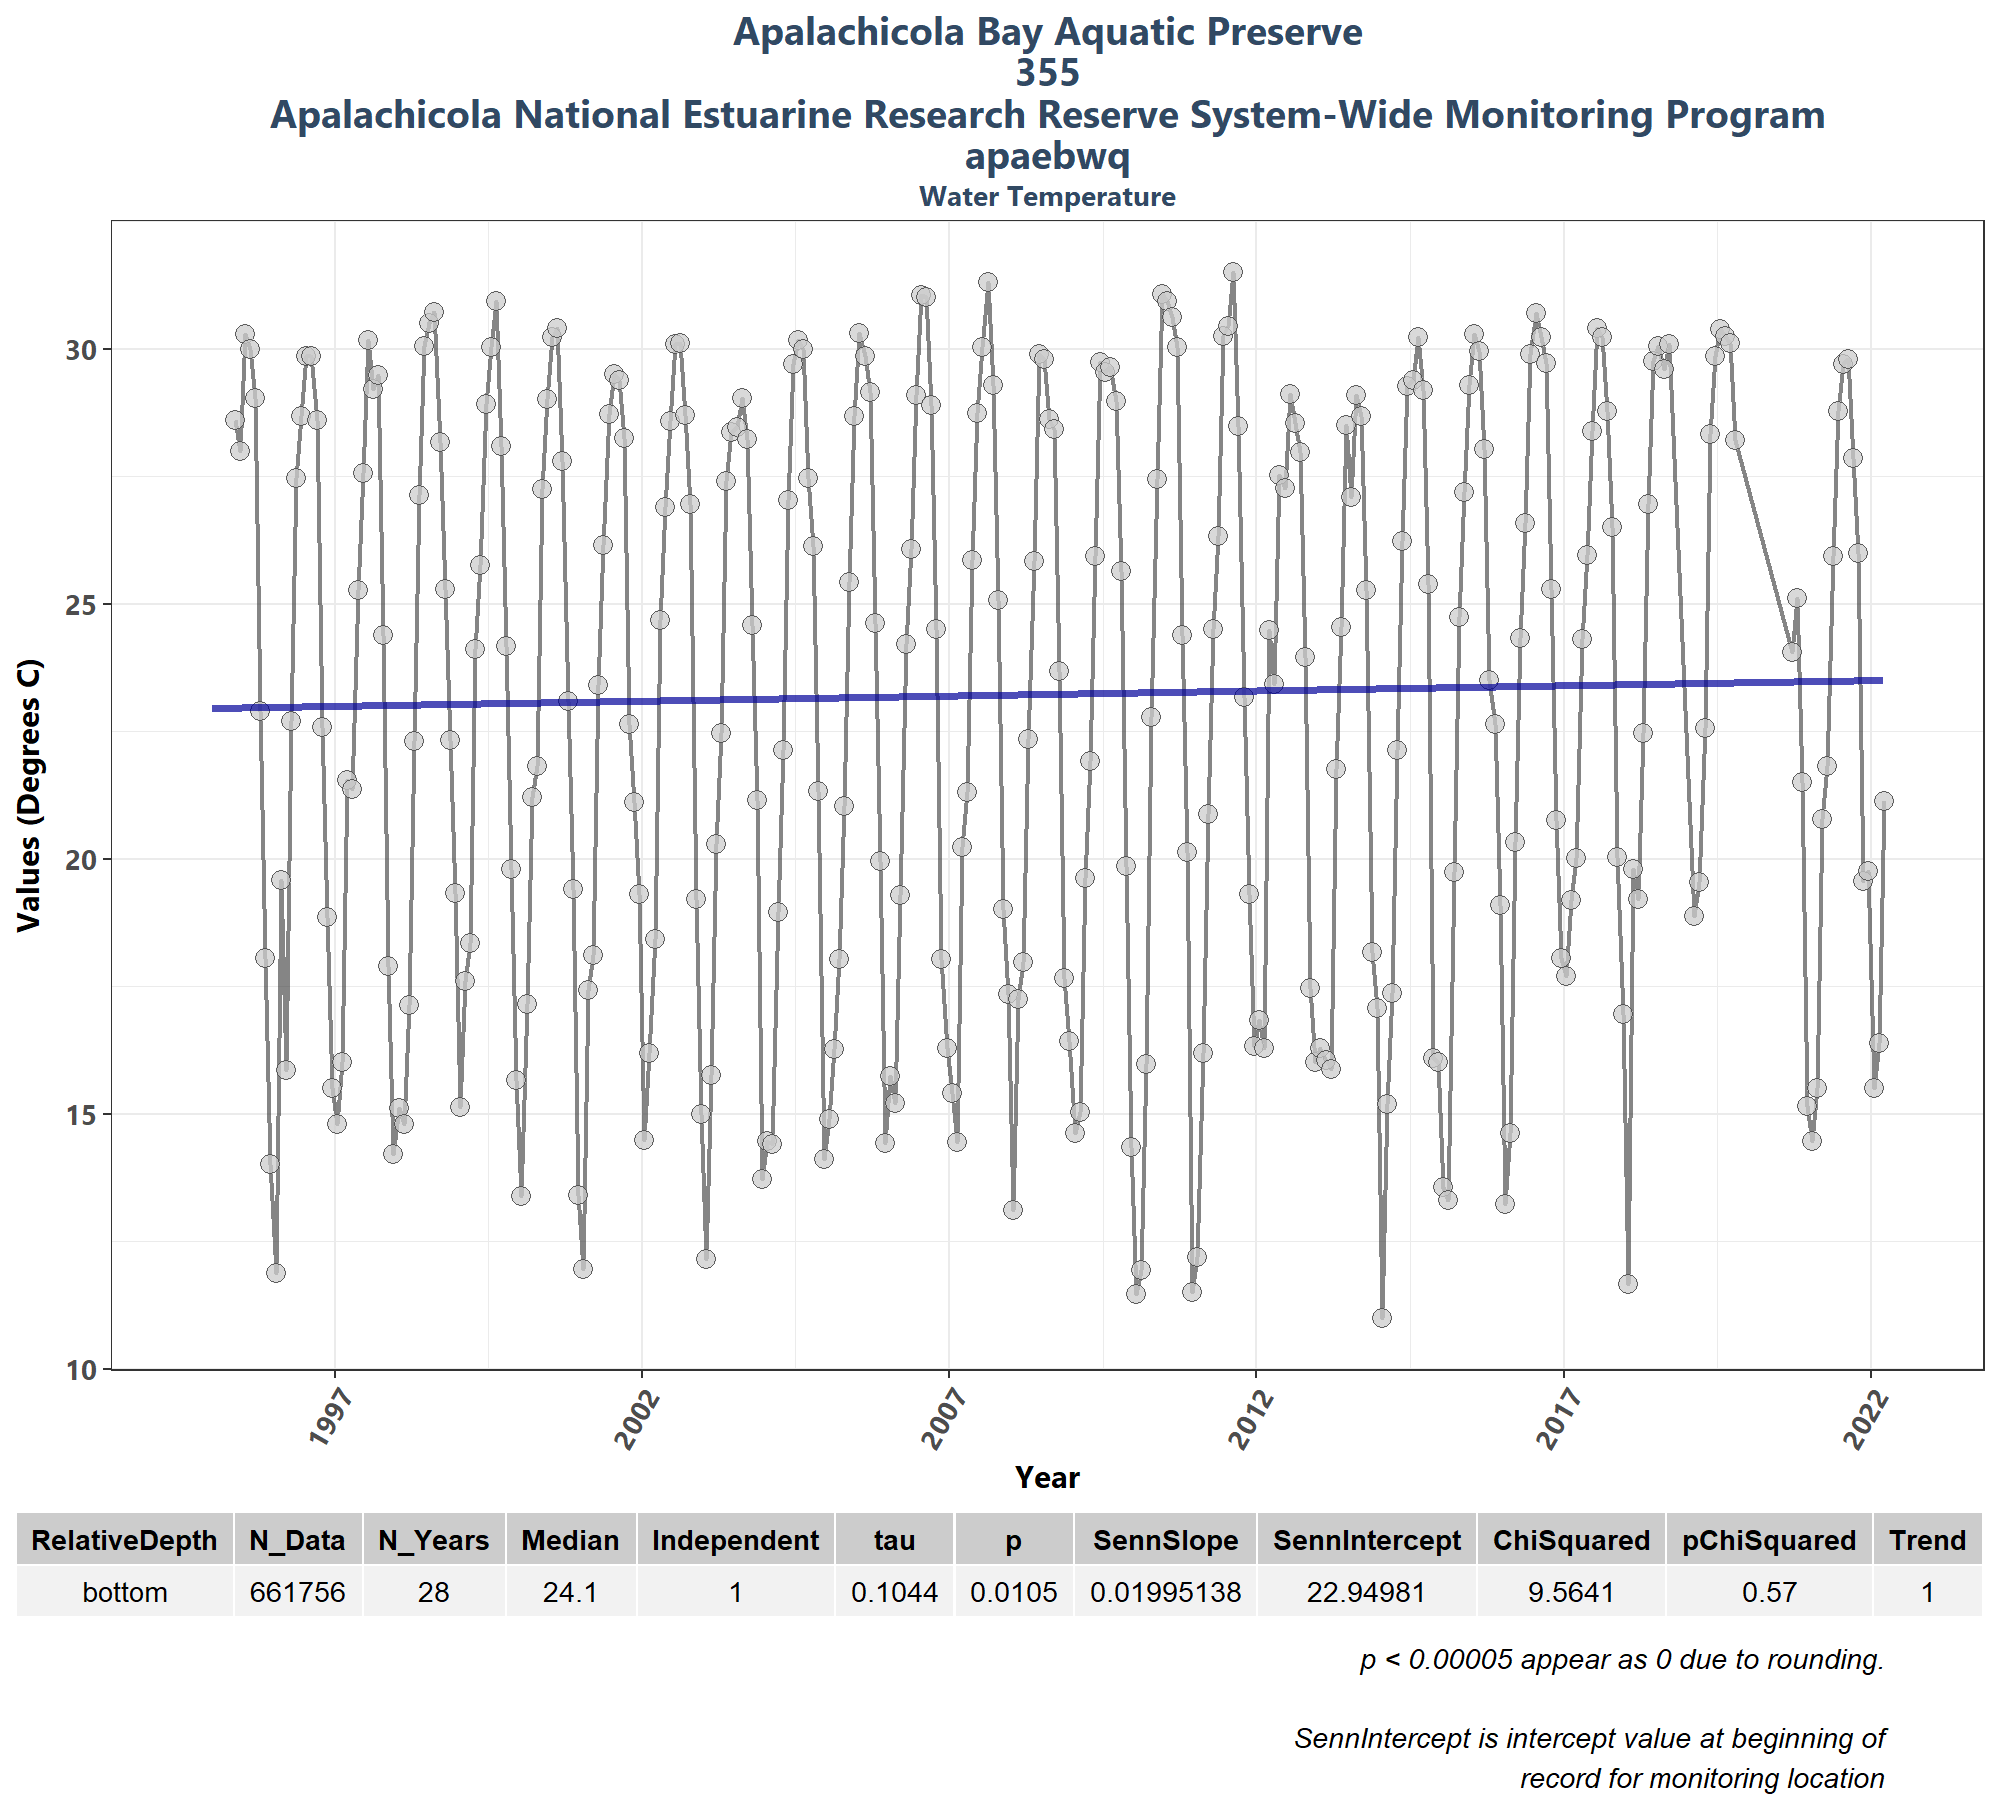 Apalachicola Bay Aquatic Preserve
355
Apalachicola National Estuarine Research Reserve System-Wide Monitoring Program
apaebwq
Water Temperature
Values (Degrees C)
30
25
20
15
10
1997 2002 2007 2012 2017 2022
Year
RelativeDepth N_Data N_Years Median Independent tau p SennSlope SennIntercept ChiSquared pChiSquared Trend
bottom 661756 28 24.1 1 0.1044 0.0105 0.01995138 22.94981 9.5641 0.57 1
p < 0.00005 appear as 0 due to rounding.
SennIntercept is intercept value at beginning of
record for monitoring location